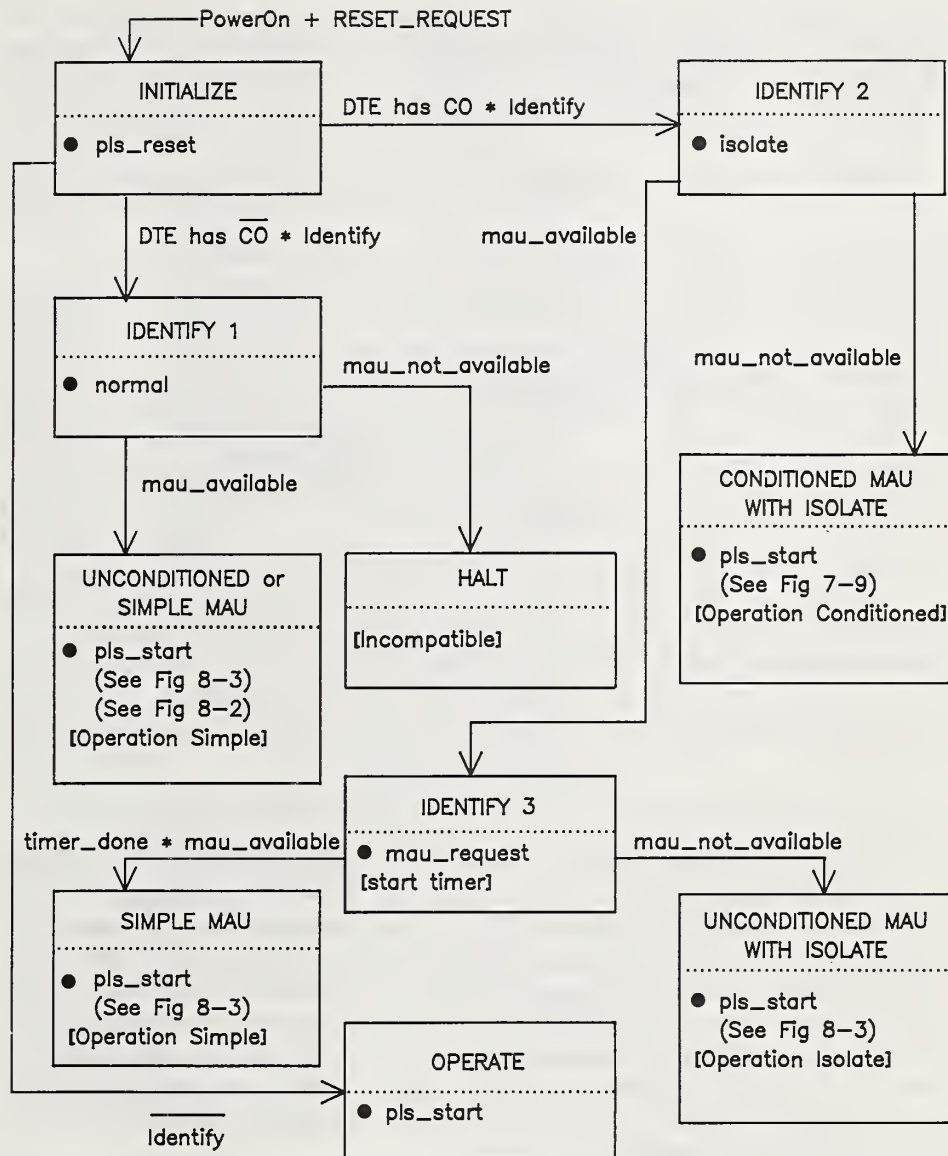 PowerOn + RESET_REQUEST
INITIALIZE
● pls_reset
DTE has CO * Identify
IDENTIFY 2
● isolate
DTE has C̅O̅ * Identify
mau_available
IDENTIFY 1
● normal
mau_not_available
mau_not_available
mau_available
CONDITIONED MAU
WITH ISOLATE
● pls_start
(See Fig 7-9)
[Operation Conditioned]
UNCONDITIONED or
SIMPLE MAU
● pls_start
(See Fig 8-3)
(See Fig 8-2)
[Operation Simple]
HALT
[Incompatible]
IDENTIFY 3
● mau_request
[start timer]
timer_done * mau_available
mau_not_available
SIMPLE MAU
● pls_start
(See Fig 8-3)
[Operation Simple]
UNCONDITIONED MAU
WITH ISOLATE
● pls_start
(See Fig 8-3)
[Operation Isolate]
OPERATE
● pls_start
I̅d̅e̅n̅t̅i̅f̅y̅